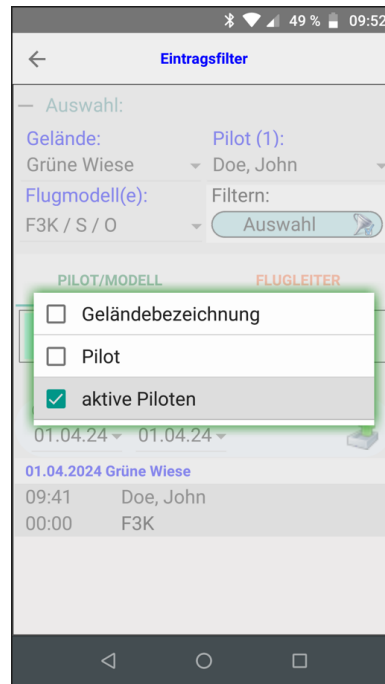 49 % 09:52
Eintragsfilter
Auswahl:
Gelände: Pilot (1):
Grüne Wiese Doe, John
Flugmodell(e): Filtern:
F3K / S / O Auswahl
PILOT/MODELL FLUGLEITER
Geländebezeichnung
Pilot
aktive Piloten
01.04.24 01.04.24
01.04.2024 Grüne Wiese
09:41 Doe, John
00:00 F3K